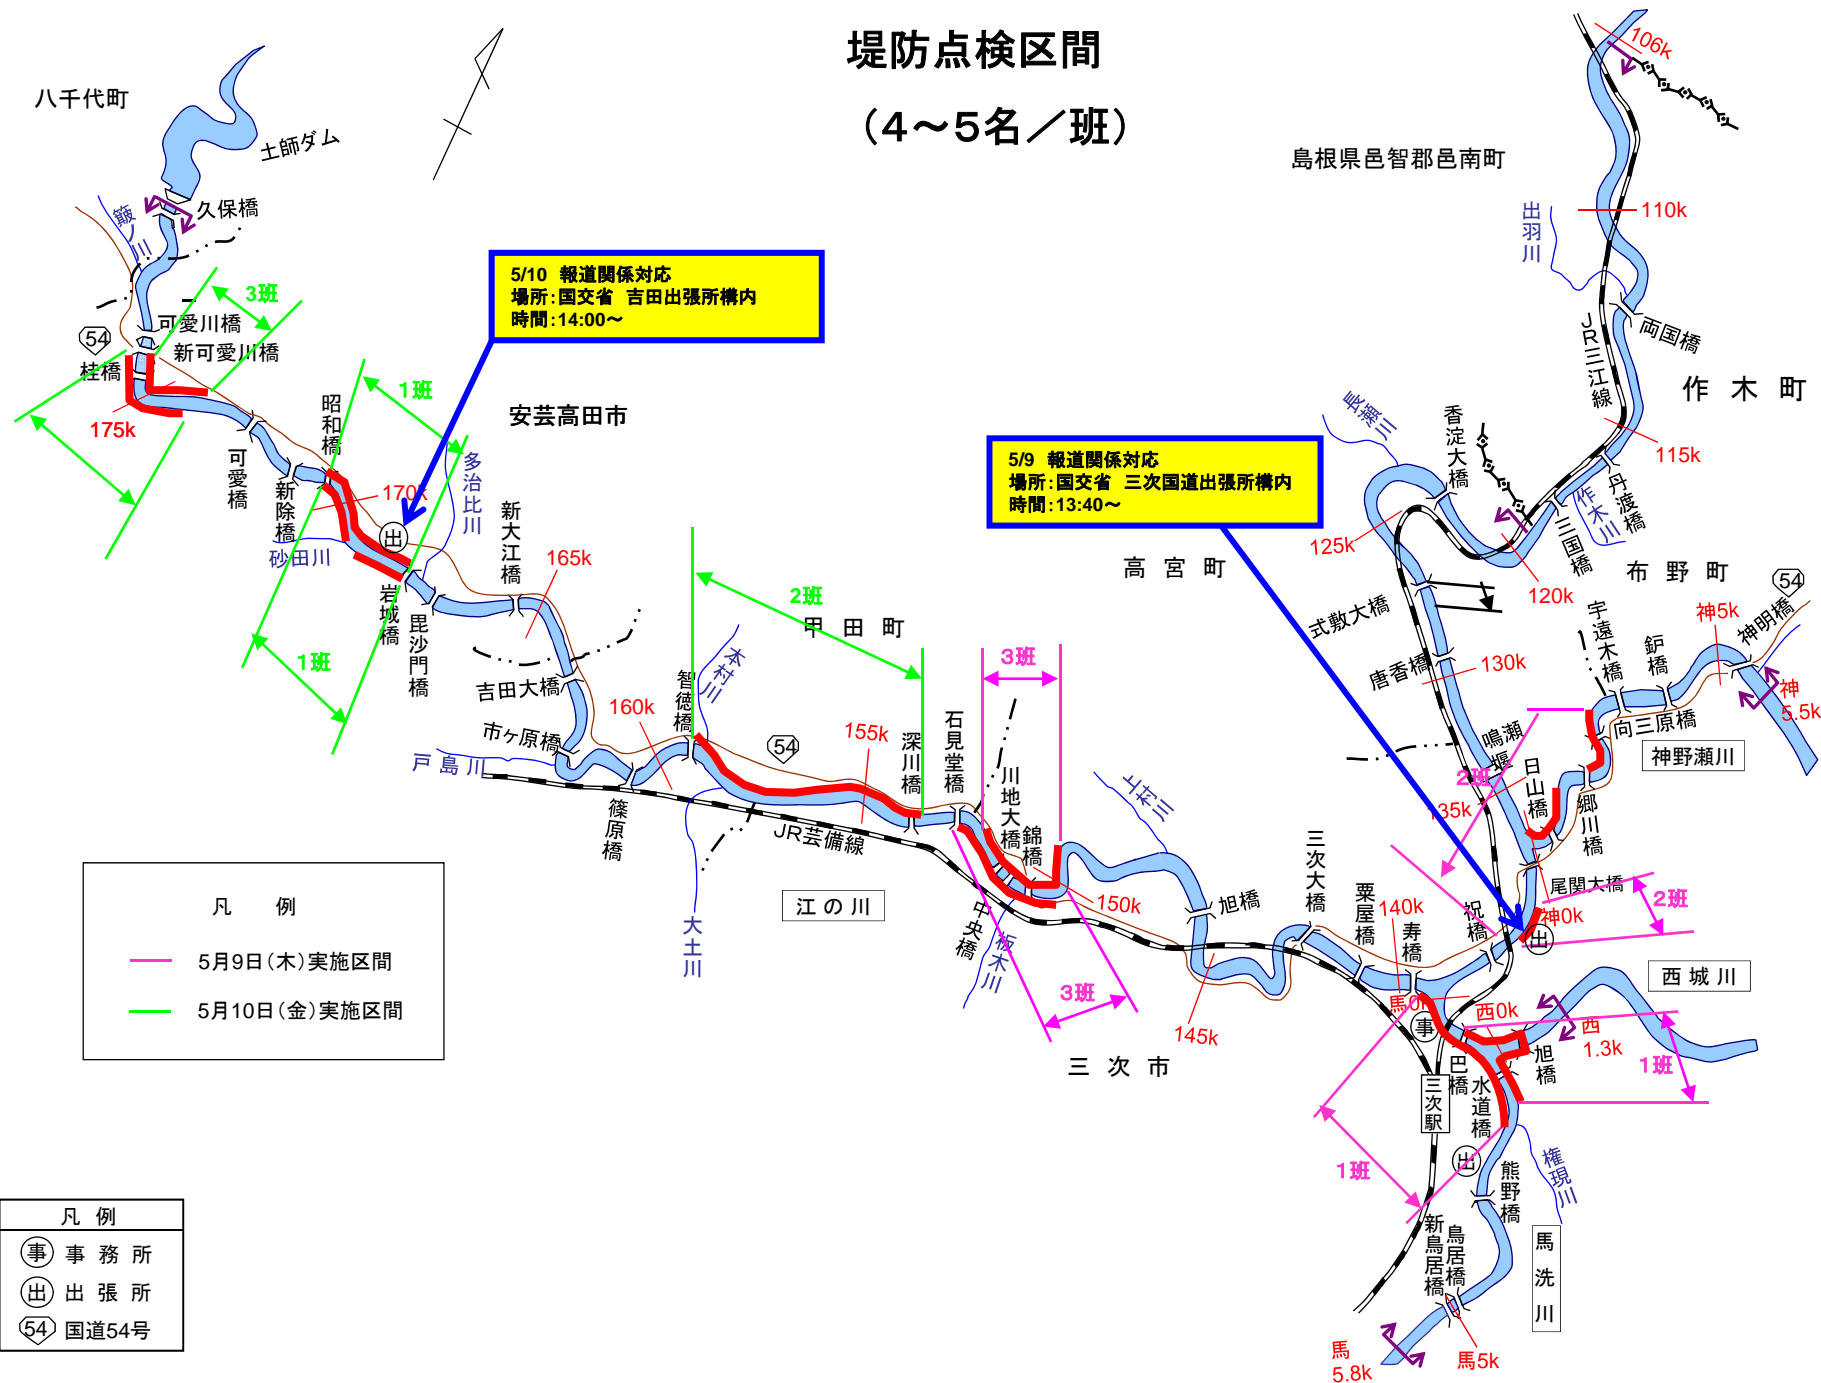 堤防点検区間
（4～5名／班）
八千代町
土師ダム
久保橋
簸ノ川
3班
可愛川橋
新可愛川橋
54
桂橋
175k
5/10 報道関係対応
場所：国交省 吉田出張所構内
時間：14:00～
昭和橋
1班
安芸高田市
可愛橋
新除橋
170k
出
多治比川
砂田川
新大江橋
165k
岩城橋
毘沙門橋
1班
吉田大橋
市ヶ原橋
戸島川
160k
智徳橋
本村川
2班
甲田町
篠原橋
54
155k
深川橋
石見堂橋
3班
川地大橋
錦橋
JR芸備線
大土川
江の川
中央橋
板木川
150k
3班
上村川
旭橋
145k
三次市
5/9 報道関係対応
場所：国交省 三次国道出張所構内
時間：13:40～
高宮町
島根県邑智郡邑南町
106k
110k
出羽川
両国橋
JR三江線
作木町
115k
長瀬川
香淀大橋
丹渡橋
作木川
三国橋
125k
120k
布野町
54
式敷大橋
唐香橋
130k
宇遠木橋
鈩橋
神5k
神明橋
神
5.5k
向三原橋
神野瀬川
鳴瀬堰
2班
日山橋
135k
郷川橋
尾関大橋
2班
神0k
出
三次大橋
粟屋橋
140k
寿橋
祝橋
西城川
馬0k
事
西0k
西
1.3k
旭橋
1班
巴橋
水道橋
三次駅
1班
出
熊野橋
権現川
新鳥居橋
鳥居橋
馬洗川
馬
5.8k
馬5k
凡 例
5月9日（木）実施区間
5月10日（金）実施区間
凡 例
事 事務所
出 出張所
54 国道54号